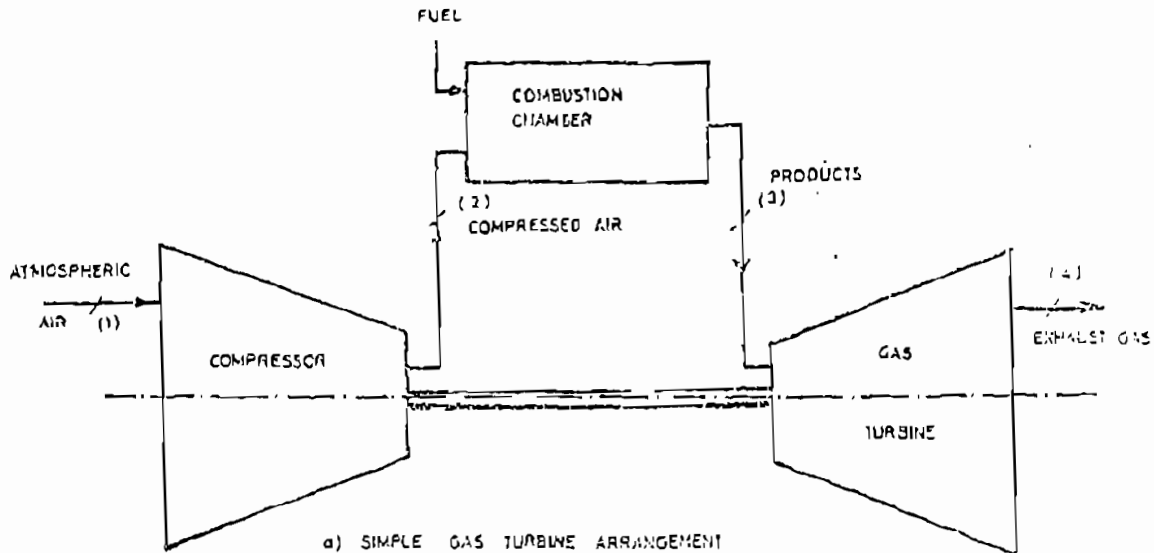 FUEL
COMBUSTION
CHAMBER
PRODUCTS
(2)
(3)
COMPRESSED AIR
ATMOSPHERIC
AIR (1)
(4)
EXHAUST GAS
COMPRESSOR
GAS
TURBINE
a) SIMPLE GAS TURBINE ARRANGEMENT